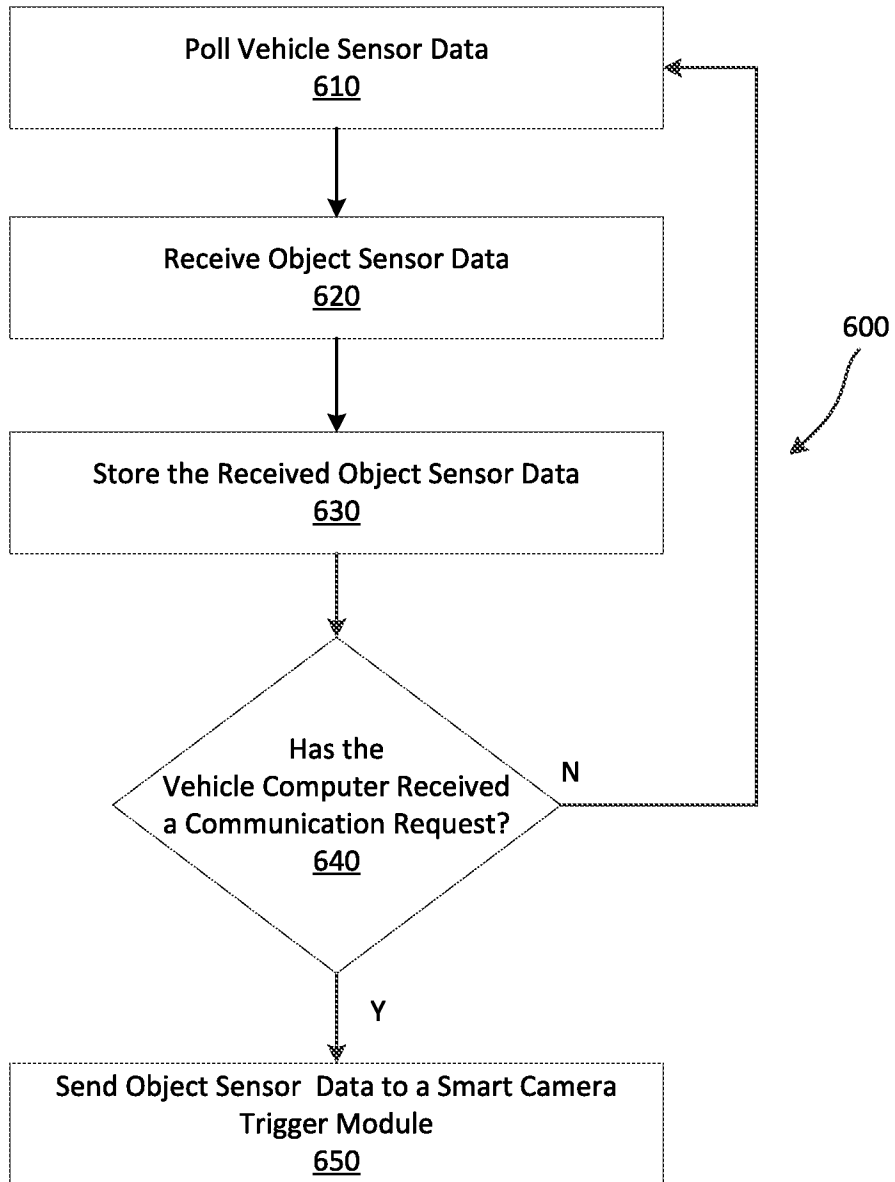 Poll Vehicle Sensor Data
610
Receive Object Sensor Data
620
600
Store the Received Object Sensor Data
630
Has the
Vehicle Computer Received
a Communication Request?
640
N
Y
Send Object Sensor Data to a Smart Camera
Trigger Module
650